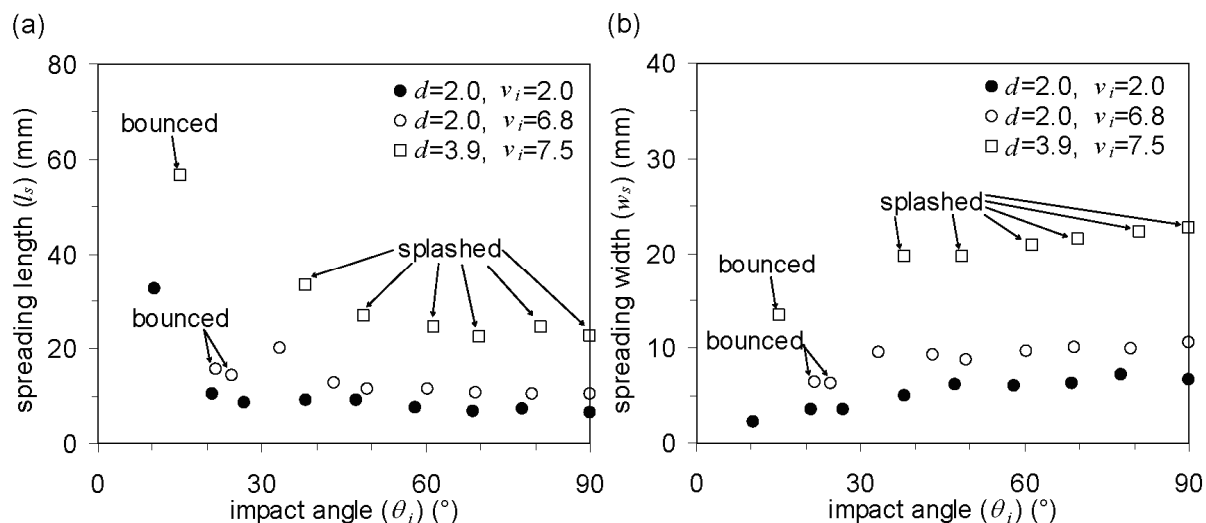 (a)
80
60
40
20
0
0
30
60
90
spreading length (ls) (mm)
impact angle (θi) (°)
d=2.0, vi=2.0
d=2.0, vi=6.8
d=3.9, vi=7.5
bounced
splashed
bounced
(b)
40
30
20
10
0
0
30
60
90
spreading width (ws) (mm)
impact angle (θi) (°)
d=2.0, vi=2.0
d=2.0, vi=6.8
d=3.9, vi=7.5
splashed
bounced
bounced